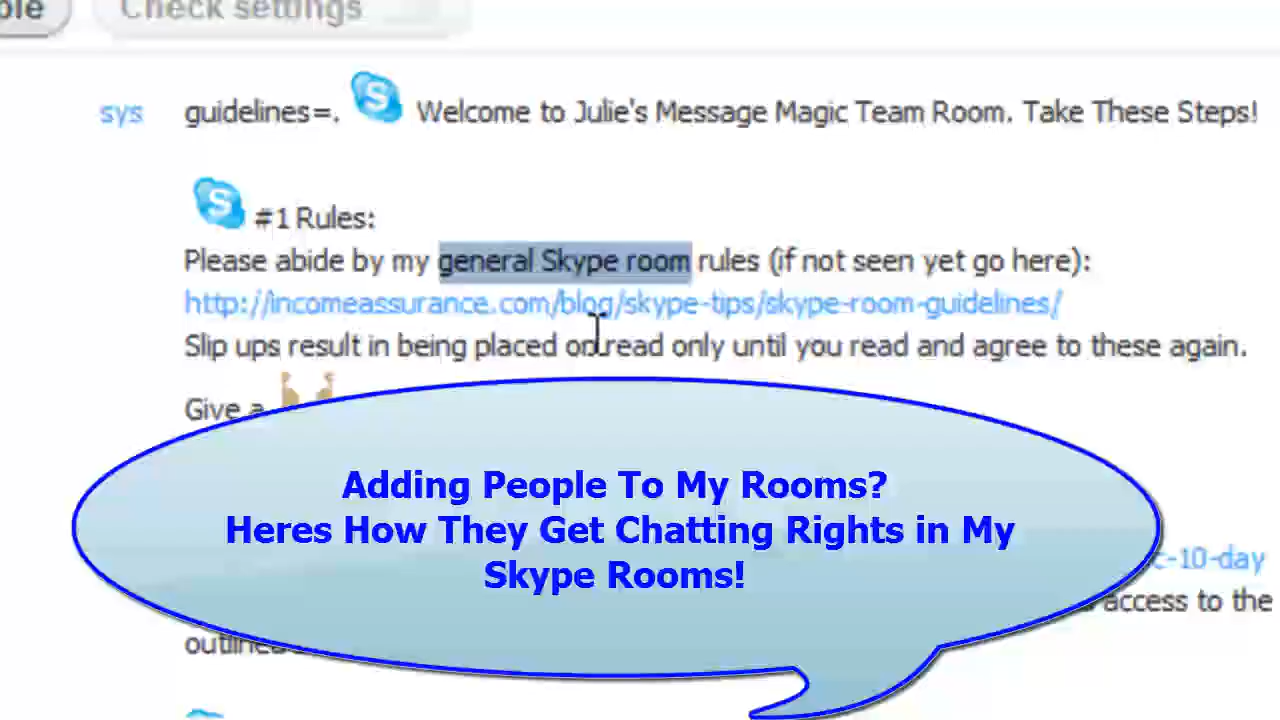 Check settings
sys guidelines=. Welcome to Julie's Message Magic Team Room. Take These Steps!
#1 Rules:
Please abide by my general Skype room rules (if not seen yet go here):
http://incomeassurance.com/blog/skype-tips/skype-room-guidelines/
Slip ups result in being placed on read only until you read and agree to these again.
Give a
Adding People To My Rooms?
Heres How They Get Chatting Rights in My
Skype Rooms!
-10-day
access to the